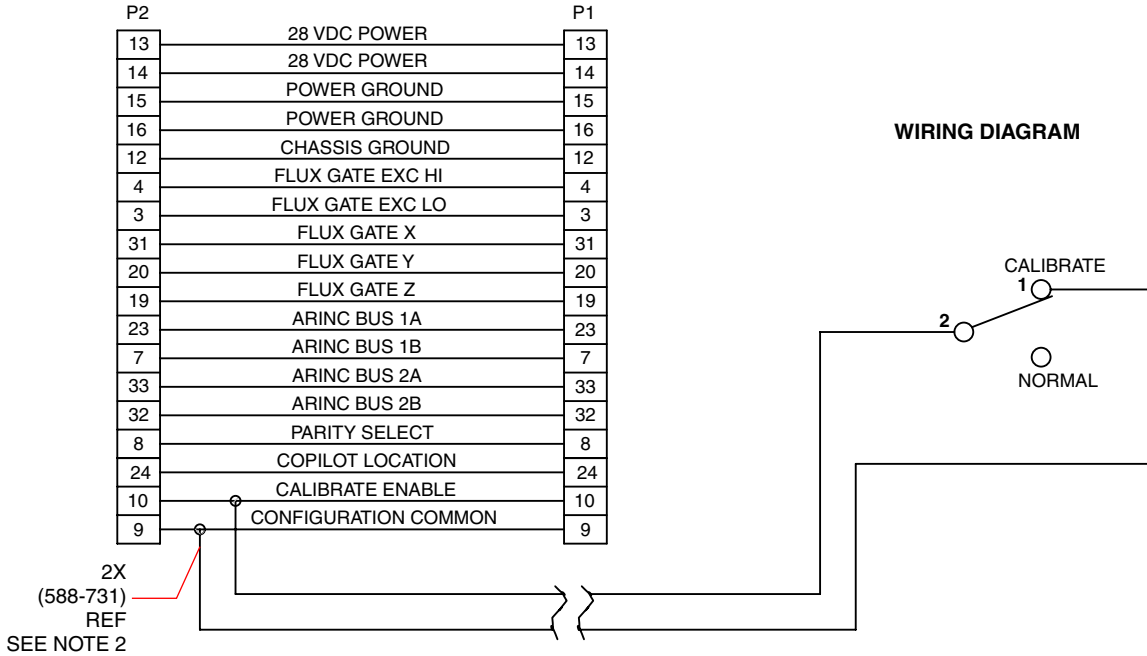 P2 P1
13 28 VDC POWER 13
14 28 VDC POWER 14
15 POWER GROUND 15
16 POWER GROUND 16
12 CHASSIS GROUND 12
4 FLUX GATE EXC HI 4
3 FLUX GATE EXC LO 3
31 FLUX GATE X 31
20 FLUX GATE Y 20
19 FLUX GATE Z 19
23 ARINC BUS 1A 23
7 ARINC BUS 1B 7
33 ARINC BUS 2A 33
32 ARINC BUS 2B 32
8 PARITY SELECT 8
24 COPILOT LOCATION 24
10 CALIBRATE ENABLE 10
9 CONFIGURATION COMMON 9
2X
(588-731)
REF
SEE NOTE 2
WIRING DIAGRAM
CALIBRATE
1
2
NORMAL